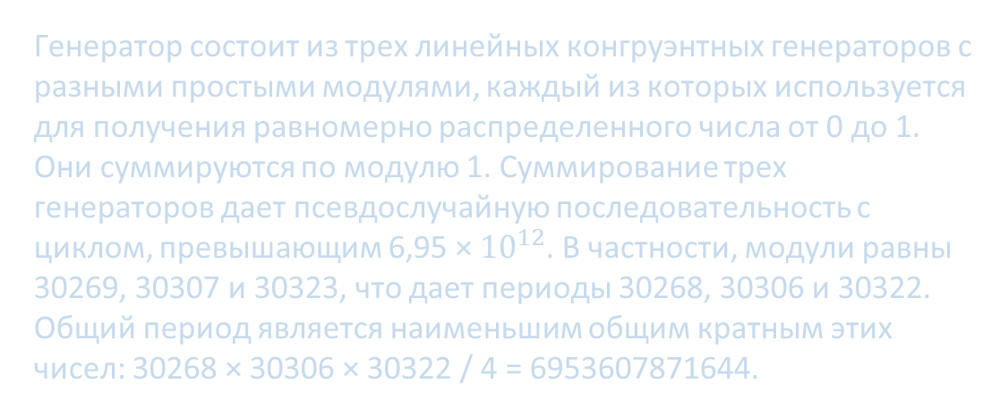 Генератор состоит из трех линейных конгруэнтных генераторов с
разными простыми модулями, каждый из которых используется
для получения равномерно распределенного числа от 0 до 1.
Они суммируются по модулю 1. Суммирование трех
генераторов дает псевдослучайную последовательность с
циклом, превышающим 6,95 × 10¹². В частности, модули равны
30269, 30307 и 30323, что дает периоды 30268, 30306 и 30322.
Общий период является наименьшим общим кратным этих
чисел: 30268 × 30306 × 30322 / 4 = 6953607871644.